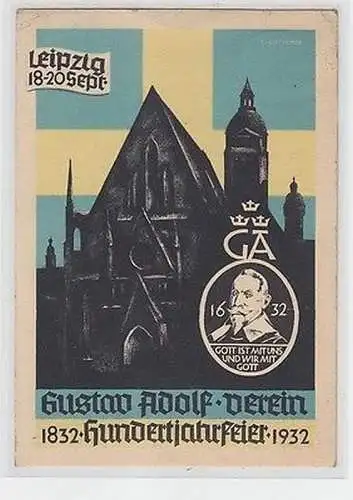 Leipzig
18-20 Sept.
GA
16 32
GOTT IST MIT UNS
UND WIR MIT
GOTT
Gustav Adolf-Verein
1832·Hundertjahrfeier·1932